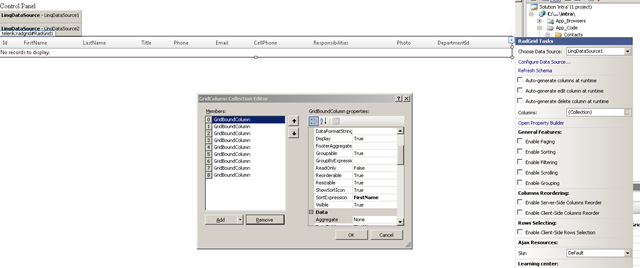 Control Panel
LinqDataSource - LinqDataSource1
LinqDataSource - LinqDataSource2
telerik:radgrid#RadGrid1
Id FirstName LastName Title Phone Email CellPhone Responsibilities Photo DepartmentId
No records to display.
Solution 'intra' (1 project)
C:\...\intra\
App_Browsers
App_Code
Contacts
RadGrid Tasks
Choose Data Source: LinqDataSource1
Configure Data Source...
Refresh Schema
Auto-generate columns at runtime
Auto-generate edit column at runtime
Auto-generate delete column at runtime
Columns: (Collection)
Open Property Builder
General Features:
Enable Paging
Enable Sorting
Enable Filtering
Enable Scrolling
Enable Grouping
Columns Reordering:
Enable Server-Side Columns Reorder
Enable Client-Side Columns Reorder
Rows Selecting:
Enable Client-Side Rows Selection
Ajax Resources:
Skin Default
Learning center:
GridColumn Collection Editor
Members:
0 GridBoundColumn
1 GridBoundColumn
2 GridBoundColumn
3 GridBoundColumn
4 GridBoundColumn
5 GridBoundColumn
6 GridBoundColumn
7 GridBoundColumn
8 GridBoundColumn
Add
Remove
GridBoundColumn properties:
DataFormatString
Display True
FooterAggregate
Groupable True
GroupByExpression
ReadOnly False
Reorderable True
Resizable True
ShowSortIcon True
SortExpression FirstName
Visible True
Data
Aggregate None
OK
Cancel